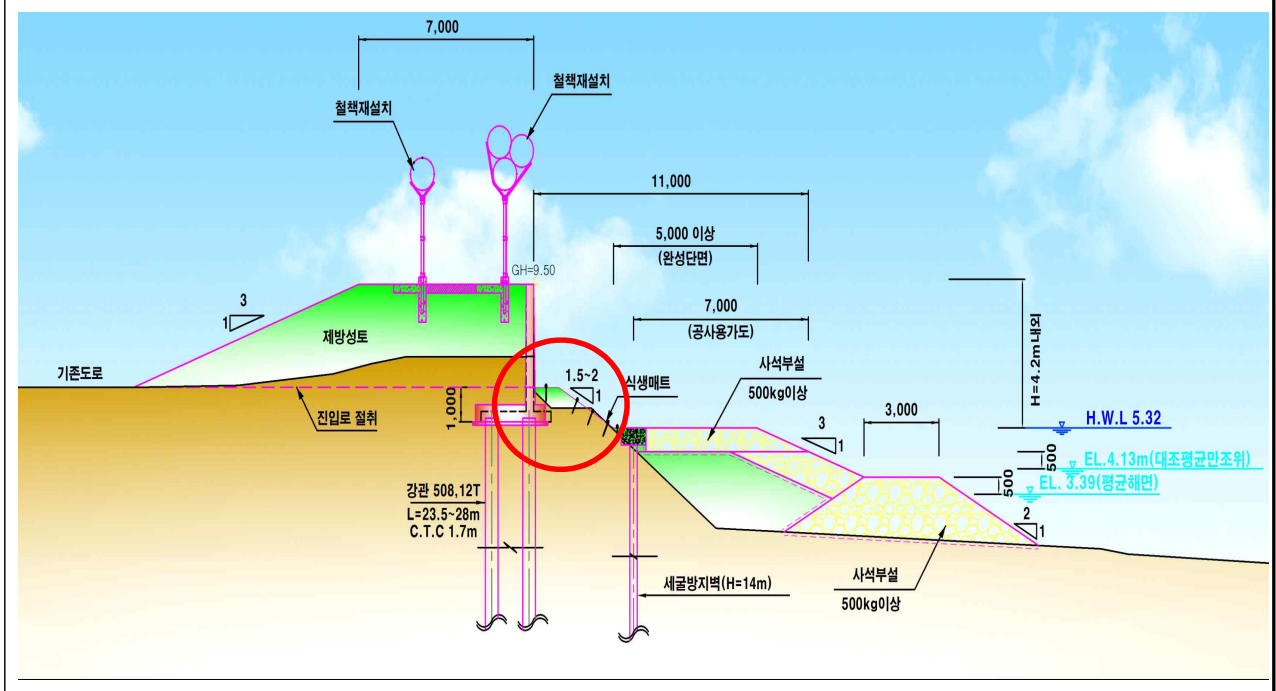 7,000
철책재설치
철책재설치
11,000
5,000 이상
(완성단면)
GH=9.50
3
1
7,000
(공사용가도)
제방성토
H=4.2m내외
기존도로
1.5~2
1
식생매트
사석부설
500kg이상
1,000
진입로 절취
3,000
3
1
H.W.L 5.32
500
EL.4.13m(대조평균만조위)
500
EL. 3.39(평균해면)
강관 508,12T
L=23.5~28m
C.T.C 1.7m
2
1
세굴방지벽(H=14m)
사석부설
500kg이상